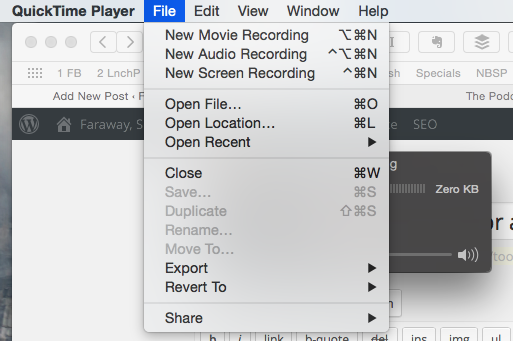 QuickTime Player File Edit View Window Help
New Movie Recording ⌥⌘N
New Audio Recording ^⌥⌘N
New Screen Recording ^⌘N
Open File... ⌘O
Open Location... ⌘L
Open Recent
Close ⌘W
Save... ⌘S
Duplicate ⇧⌘S
Rename...
Move To...
Export
Revert To
Share
1 FB 2 LnchP sh Specials NBSP
Add New Post ‹ F The Podc
Faraway, S e SEO
g
Zero KB
or a
/too
n
b i link b-quote del ins img ul